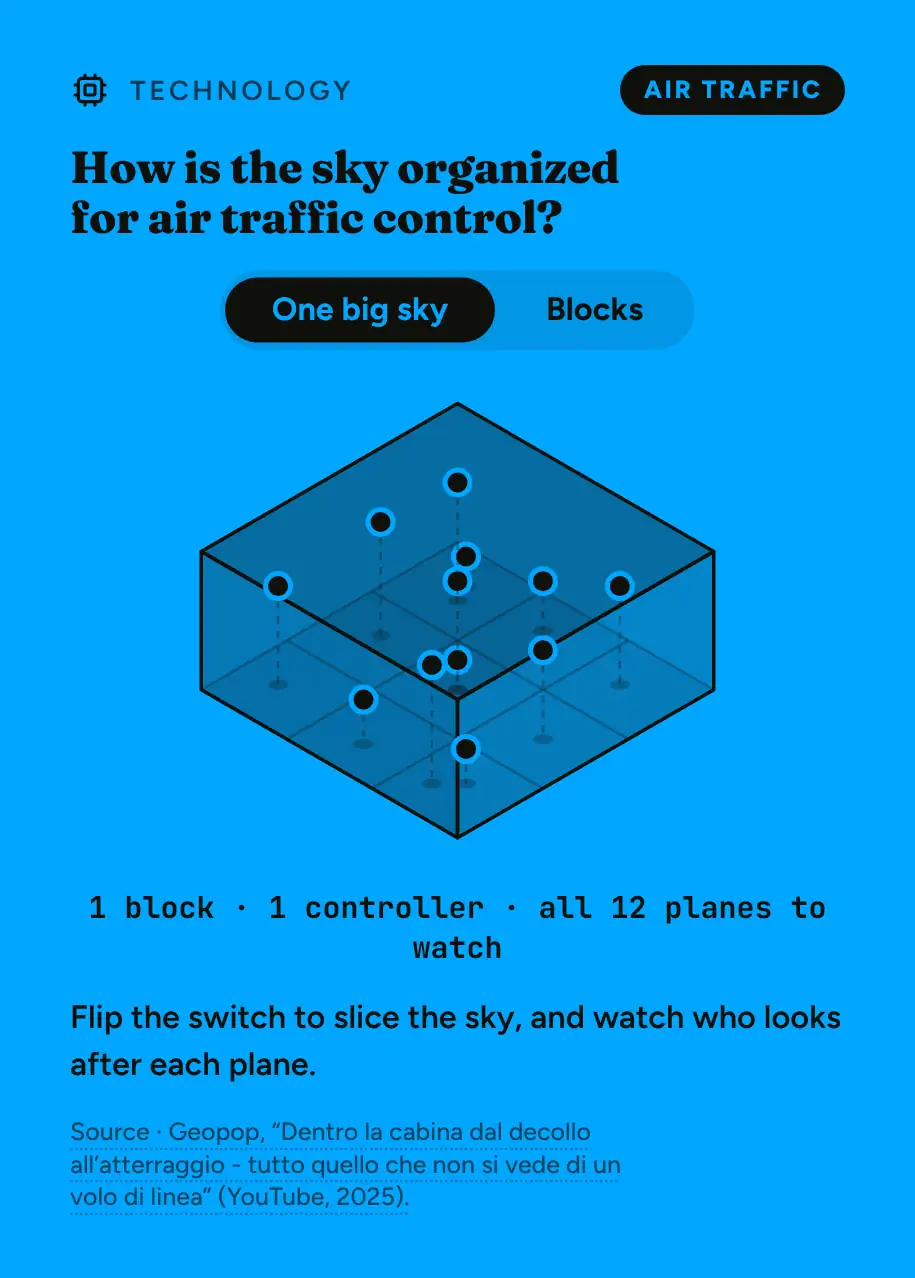 TECHNOLOGY
AIR TRAFFIC
How is the sky organized
for air traffic control?
One big sky
Blocks
1 block · 1 controller · all 12 planes to
watch
Flip the switch to slice the sky, and watch who looks
after each plane.
Source · Geopop, “Dentro la cabina dal decollo
all’atterraggio - tutto quello che non si vede di un
volo di linea” (YouTube, 2025).